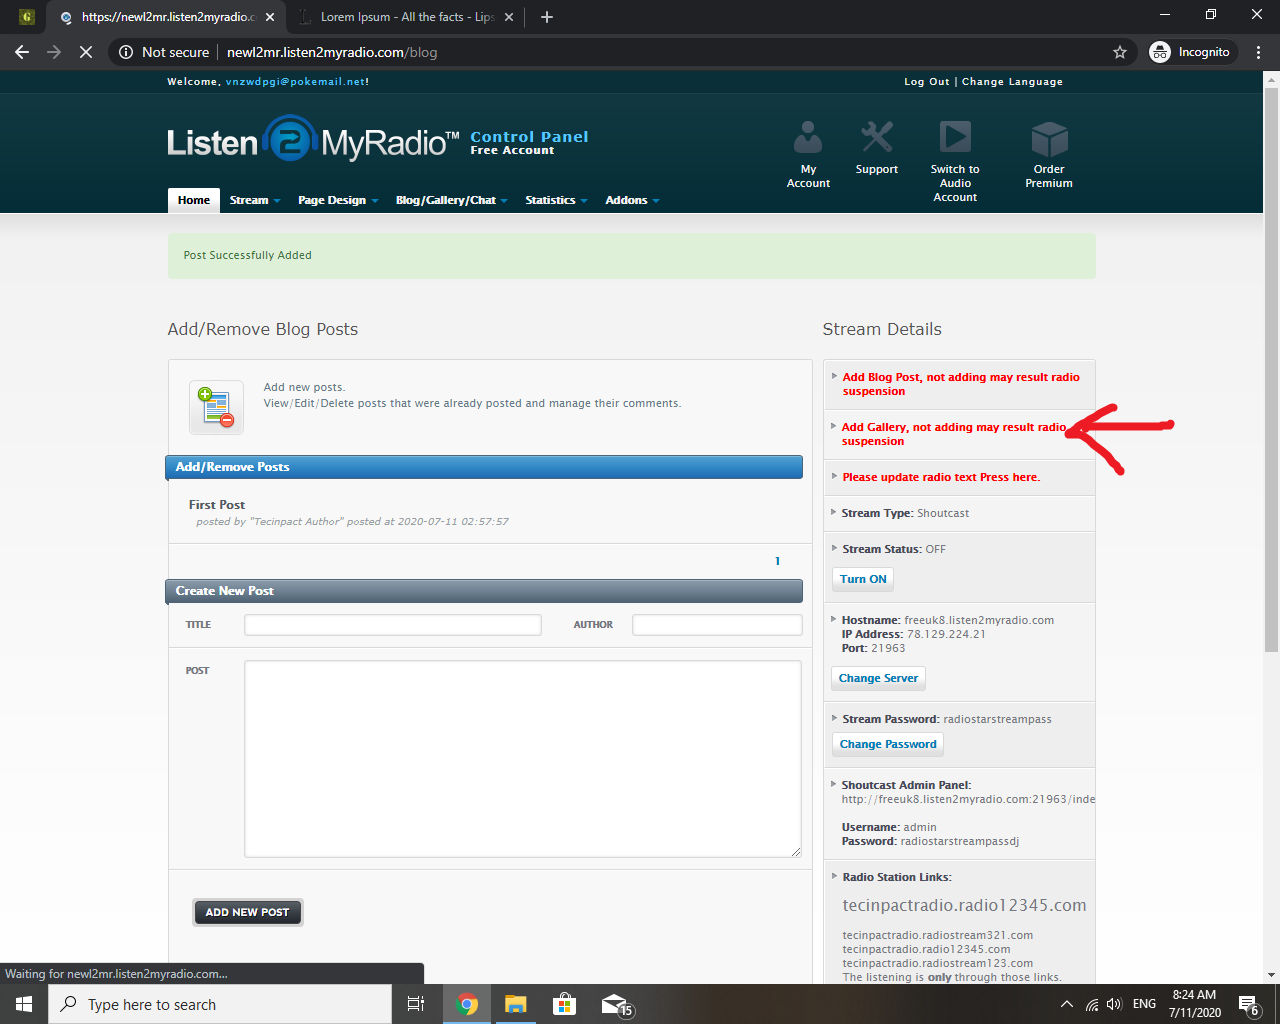 https://newl2mr.listen2myradio.c
Lorem Ipsum - All the facts - Lips
Not secure
newl2mr.listen2myradio.com/blog
Incognito
Welcome, vnzwdpgi@pokemail.net!
Log Out | Change Language
Listen 2 MyRadio™
Control Panel
Free Account
My Account
Support
Switch to Audio Account
Order Premium
Home
Stream
Page Design
Blog/Gallery/Chat
Statistics
Addons
Post Successfully Added
Add/Remove Blog Posts
Add new posts.
View/Edit/Delete posts that were already posted and manage their comments.
Add/Remove Posts
First Post
posted by "Tecinpact Author" posted at 2020-07-11 02:57:57
1
Create New Post
TITLE
AUTHOR
POST
ADD NEW POST
Stream Details
Add Blog Post, not adding may result radio
suspension
Add Gallery, not adding may result radio
suspension
Please update radio text Press here.
Stream Type: Shoutcast
Stream Status: OFF
Turn ON
Hostname: freeuk8.listen2myradio.com
IP Address: 78.129.224.21
Port: 21963
Change Server
Stream Password: radiostarstreampass
Change Password
Shoutcast Admin Panel:
http://freeuk8.listen2myradio.com:21963/inde
Username: admin
Password: radiostarstreampassdj
Radio Station Links:
tecinpactradio.radio12345.com
tecinpactradio.radiostream321.com
tecinpactradio.radio12345.com
tecinpactradio.radiostream123.com
The listening is only through those links.
Waiting for newl2mr.listen2myradio.com...
Type here to search
15
ENG
8:24 AM
7/11/2020
6